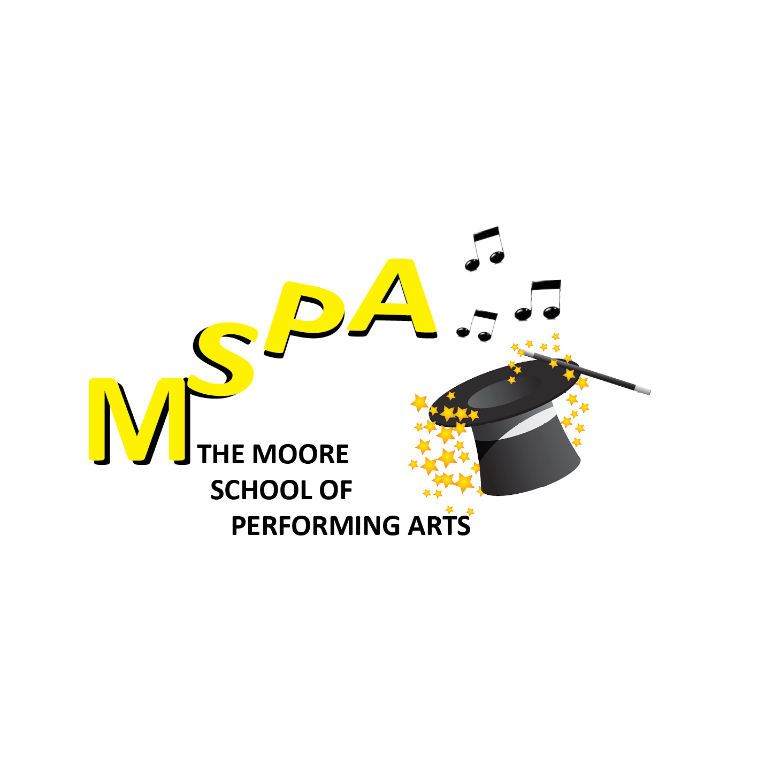 MSPA
THE MOORE
SCHOOL OF
PERFORMING ARTS